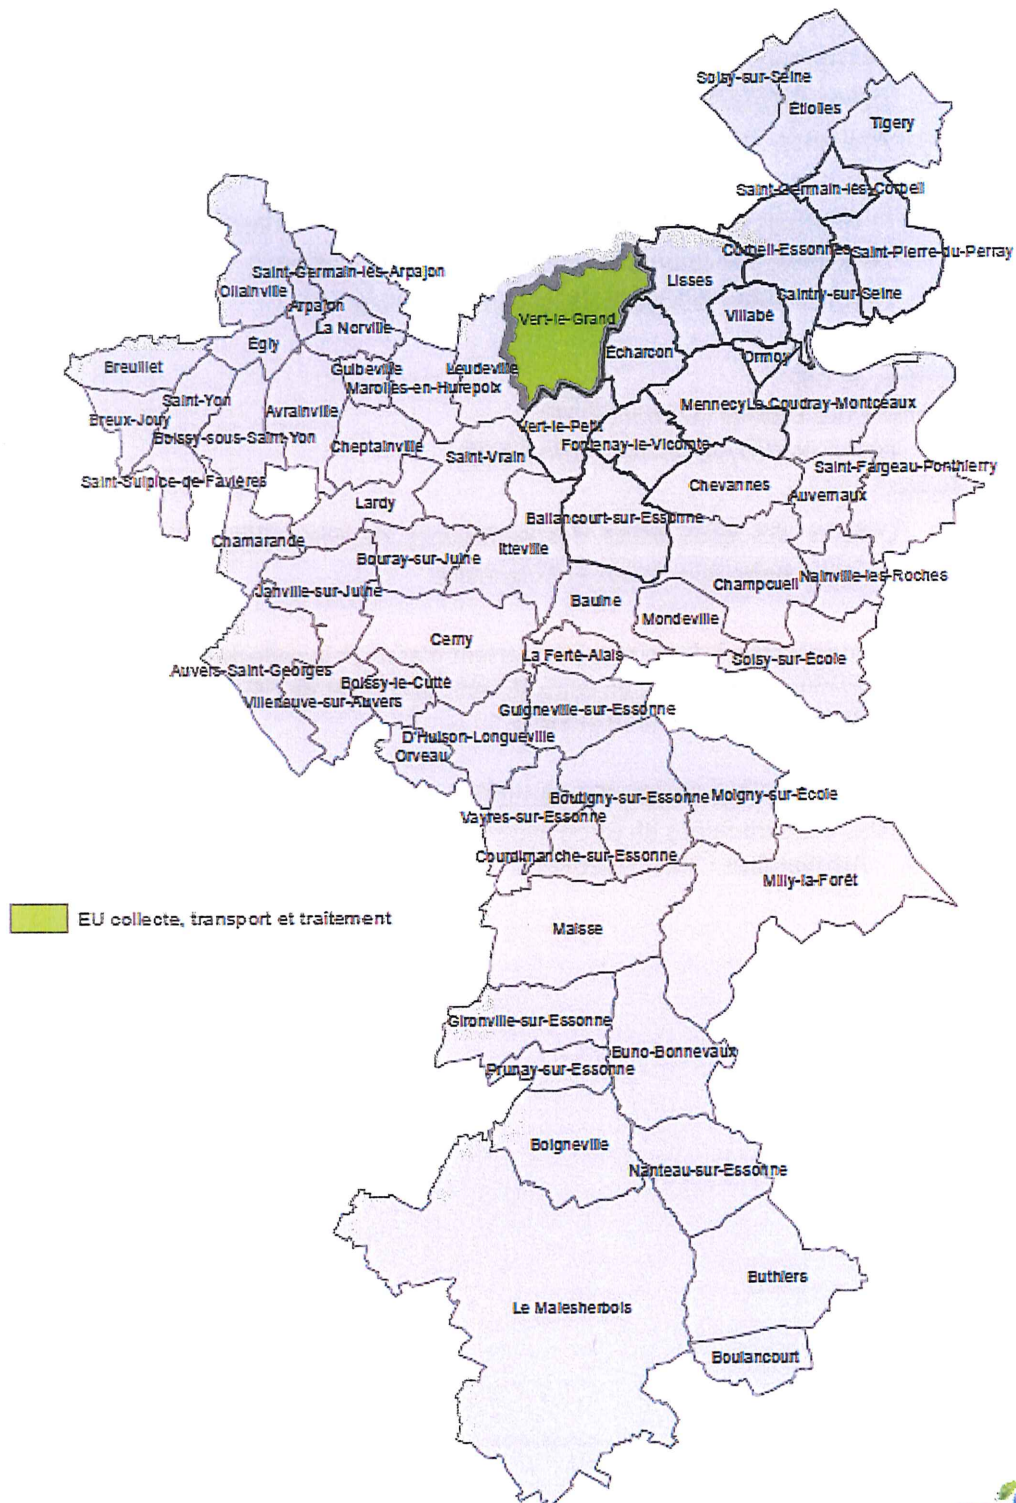 Soisy-sur-Seine
Étiolles
Tigery
Saint-Germain-lès-Corbeil
Corbeil-Essonnes
Saint-Pierre-du-Perray
Saint-Germain-lès-Arpajon
Lisses
Ollainville
Saintry-sur-Seine
Arpajon
Villabé
Vert-le-Grand
La Norville
Égly
Écharcon
Ormoy
Breuillet
Guibeville
Leudeville
Marolles-en-Hurepoix
Saint-Yon
Mennecy
Le Coudray-Montceaux
Avrainville
Breux-Jouy
Vert-le-Petit
Boissy-sous-Saint-Yon
Cheptainville
Fontenay-le-Vicomte
Saint-Vrain
Saint-Fargeau-Ponthierry
Saint-Sulpice-de-Favières
Chevannes
Auvernaux
Lardy
Ballancourt-sur-Essonne
Chamarande
Itteville
Bouray-sur-Juine
Nainville-les-Roches
Champcueil
Janville-sur-Juine
Baulne
Mondeville
Cerny
La Ferté-Alais
Soisy-sur-École
Auvers-Saint-Georges
Boissy-le-Cutté
Villeneuve-sur-Auvers
Guigneville-sur-Essonne
D'Huison-Longueville
Orveau
Boutigny-sur-Essonne
Moigny-sur-École
Vayres-sur-Essonne
Courdimanche-sur-Essonne
Milly-la-Forêt
EU collecte, transport et traitement
Maisse
Gironville-sur-Essonne
Buno-Bonnevaux
Prunay-sur-Essonne
Boigneville
Nanteau-sur-Essonne
Buthiers
Le Malesherbois
Boulancourt